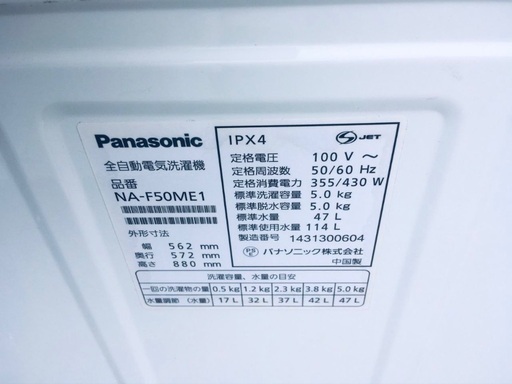 Panasonic
全自動電気洗濯機
品番
NA-F50ME1
外形寸法
幅 562 mm
奥行 572 mm
高さ 880 mm
IPX4
JET
定格電圧 100 V ～
定格周波数 50/60 Hz
定格消費電力 355/430 W
標準洗濯容量 5.0 kg
標準脱水容量 5.0 kg
標準水量 47 L
標準使用水量 114 L
製造番号 1431300604
PS E パナソニック株式会社
中国製
洗濯容量、水量の目安
一回の洗濯物の量 0.5 kg 1.2 kg 2.3 kg 3.8 kg 5.0 kg
水量調節（水量） 17 L 32 L 37 L 42 L 47 L